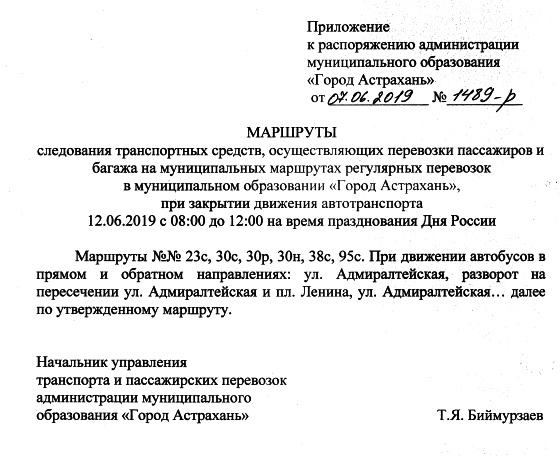 Приложение
к распоряжению администрации
муниципального образования
«Город Астрахань»
от 07.06.2019 № 1489-р
МАРШРУТЫ
следования транспортных средств, осуществляющих перевозки пассажиров и
багажа на муниципальных маршрутах регулярных перевозок
в муниципальном образовании «Город Астрахань»,
при закрытии движения автотранспорта
12.06.2019 с 08:00 до 12:00 на время празднования Дня России
Маршруты №№ 23с, 30с, 30р, 30н, 38с, 95с. При движении автобусов в
прямом и обратном направлениях: ул. Адмиралтейская, разворот на
пересечении ул. Адмиралтейская и пл. Ленина, ул. Адмиралтейская… далее
по утвержденному маршруту.
Начальник управления
транспорта и пассажирских перевозок
администрации муниципального
образования «Город Астрахань» Т.Я. Биймурзаев